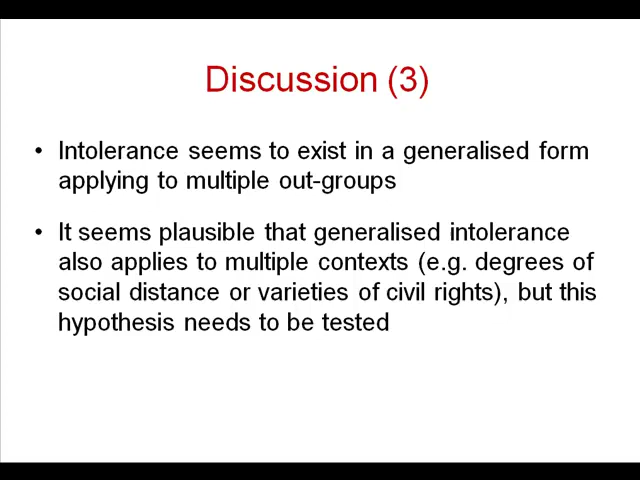 Discussion (3)
• Intolerance seems to exist in a generalised form
applying to multiple out-groups
• It seems plausible that generalised intolerance
also applies to multiple contexts (e.g. degrees of
social distance or varieties of civil rights), but this
hypothesis needs to be tested